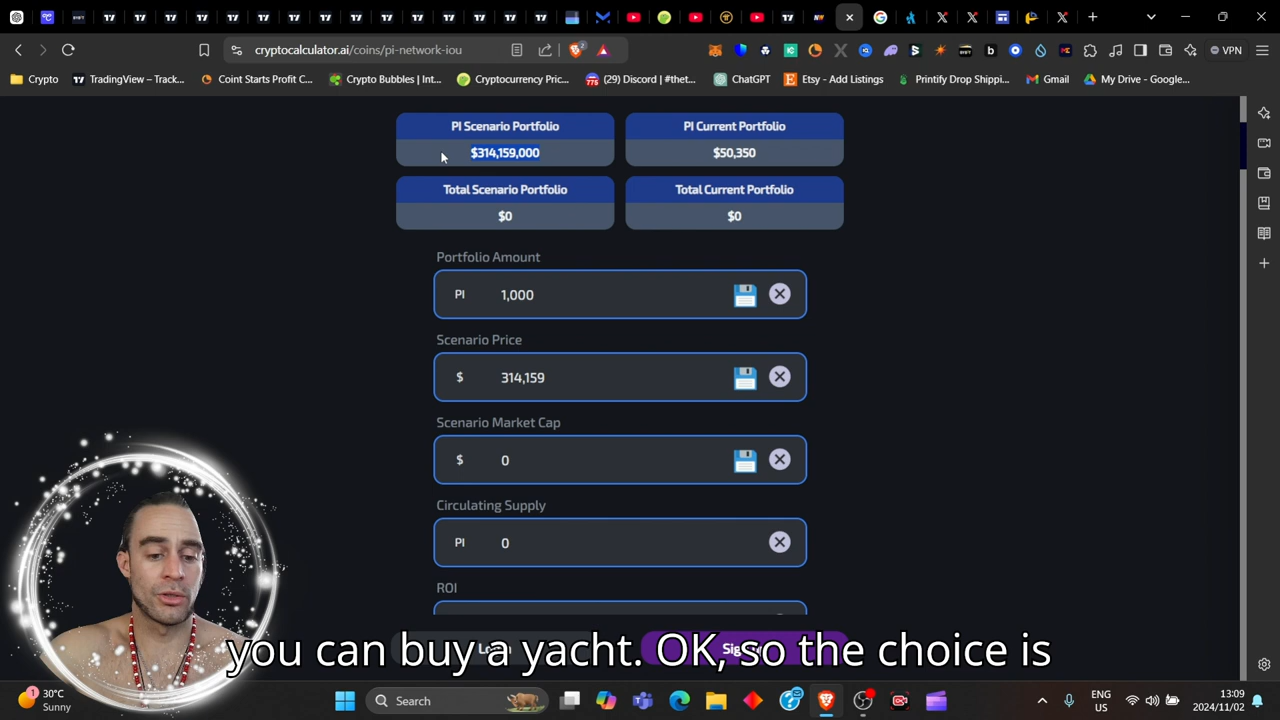 cryptocalculator.ai/coins/pi-network-iou
2
VPN
Crypto
TradingView – Track...
Coint Starts Profit C...
Crypto Bubbles | Int...
Cryptocurrency Pric...
(29) Discord | #thet...
ChatGPT
Etsy - Add Listings
Printify Drop Shippi...
Gmail
My Drive - Google...
PI Scenario Portfolio
$314,159,000
PI Current Portfolio
$50,350
Total Scenario Portfolio
$0
Total Current Portfolio
$0
Portfolio Amount
PI 1,000
Scenario Price
$ 314,159
Scenario Market Cap
$ 0
Circulating Supply
PI 0
ROI
you can buy a yacht. OK, so the choice is
1
30°C
Sunny
Search
ENG
WE
13:09
2024/11/02